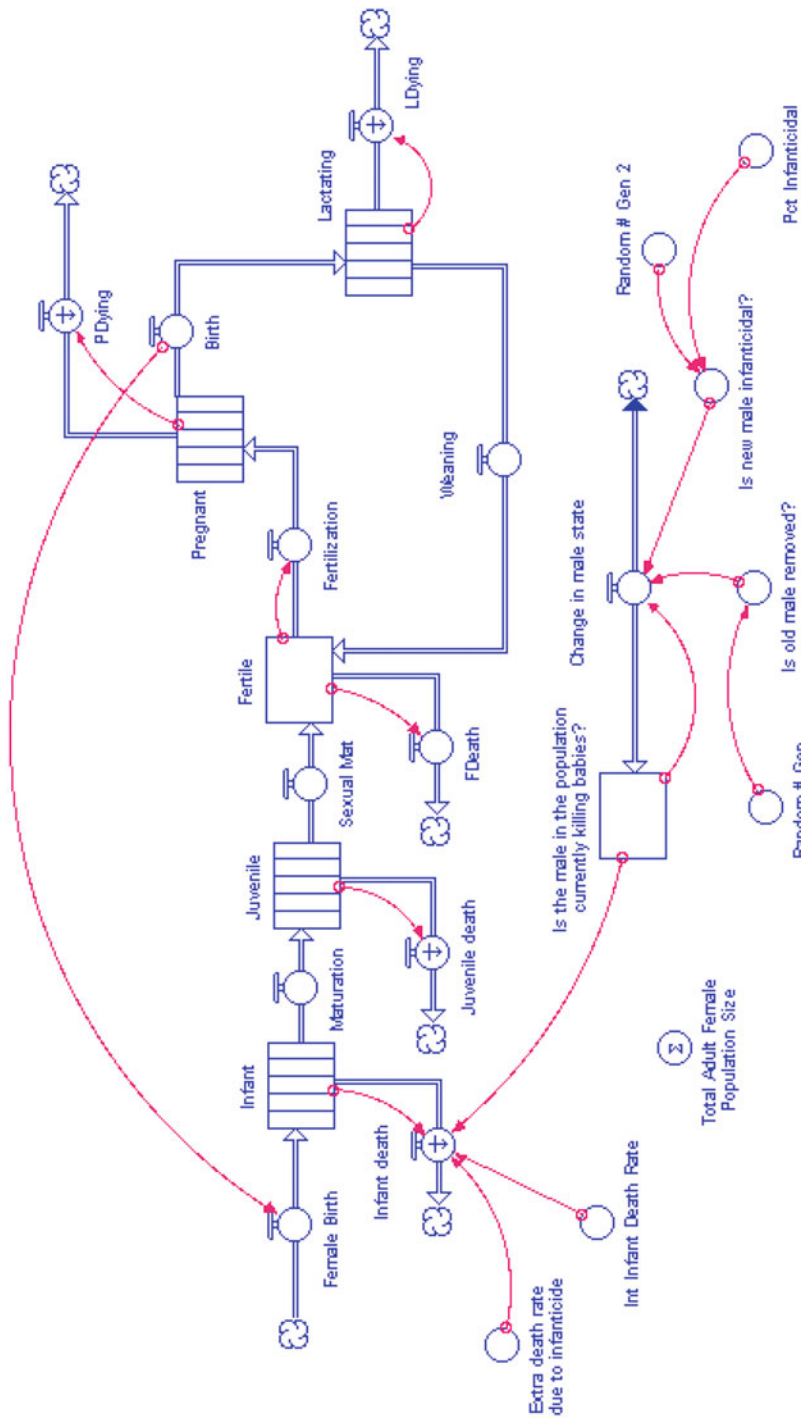 PDying
Birth
Pregnant
Lactating
LDying
Fertilization
Weaning
Fertile
FDeath
Sexual Mat
Juvenile
Juvenile death
Maturation
Infant
Infant death
Female Birth
Extra death rate
due to infanticide
Int Infant Death Rate
Σ
Total Adult Female
Population Size
Is the male in the population
currently killing babies?
Change in male state
Random # Gen
Is old male removed?
Is new male infanticidal?
Random # Gen 2
Pct Infanticidal